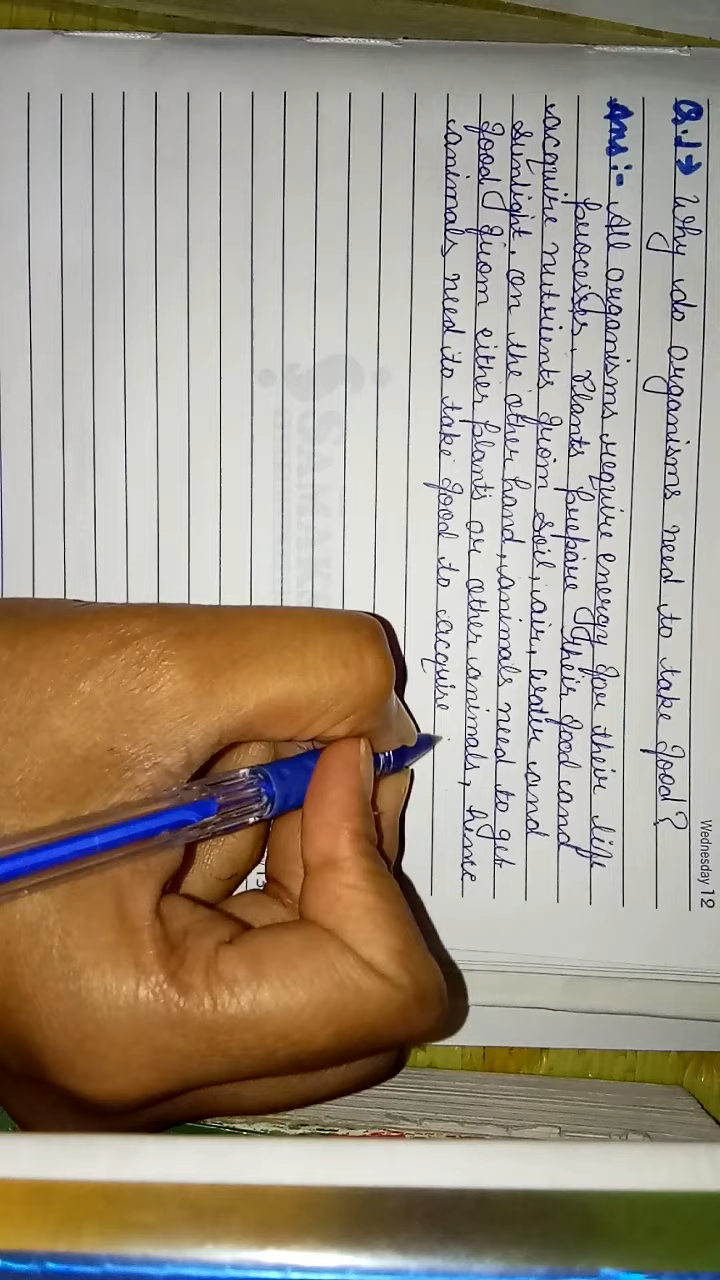 Wednesday 12
Q.1→ Why do organisms need to take food?
Ans:- All organisms require energy for their life
processes. Plants prepare their food and
acquire nutrients from soil, air, water and
sunlight. on the other hand, animals need to get
food from either plants or other animals, hence
animals need to take food to acquire